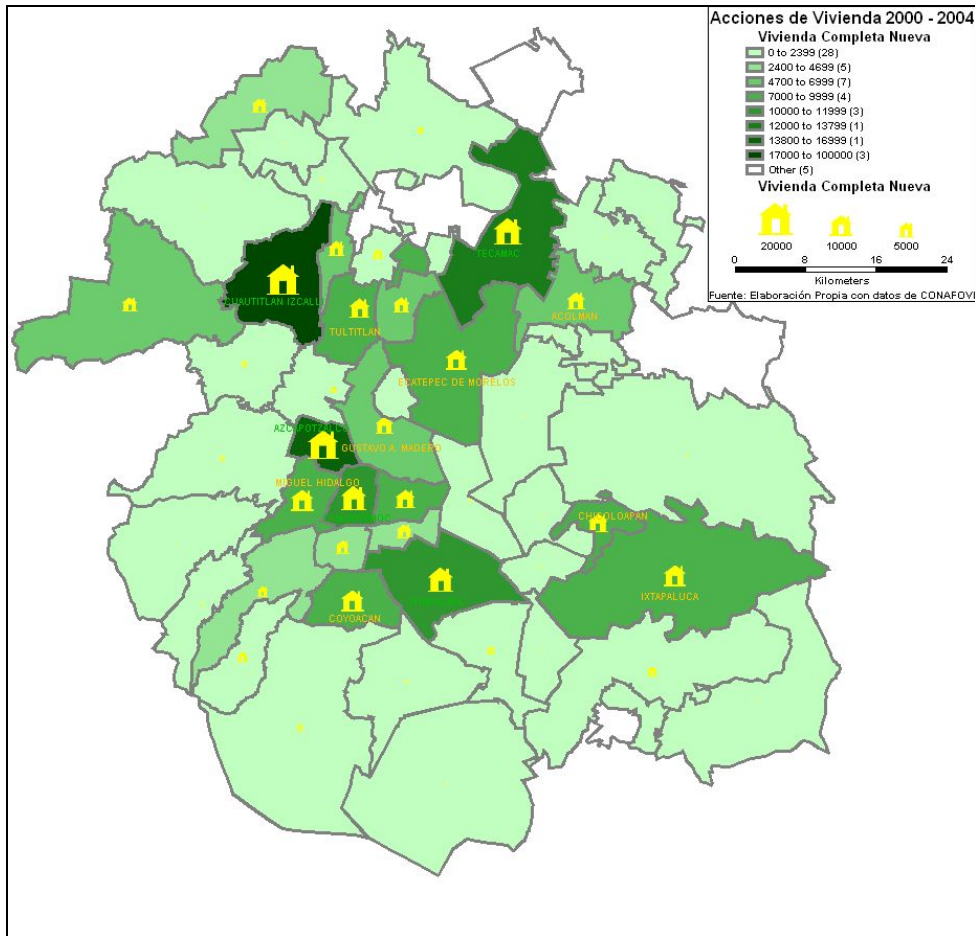 Acciones de Vivienda 2000 - 2004
Vivienda Completa Nueva
0 to 2399 (28)
2400 to 4699 (5)
4700 to 6999 (7)
7000 to 9999 (4)
10000 to 11999 (3)
12000 to 13799 (1)
13800 to 16999 (1)
17000 to 100000 (3)
Other (5)
Vivienda Completa Nueva
20000 10000 5000
0 8 16 24
Kilometers
Fuente: Elaboración Propia con datos de CONAFOVI
TECAMAC
CUAUTITLAN IZCALLI
ACOLMAN
TULTITLAN
ECATEPEC DE MORELOS
AZCAPOTZALCO
GUSTAVO A. MADERO
MIGUEL HIDALGO
CHICOLOAPAN
IXTAPALUCA
COYOACAN